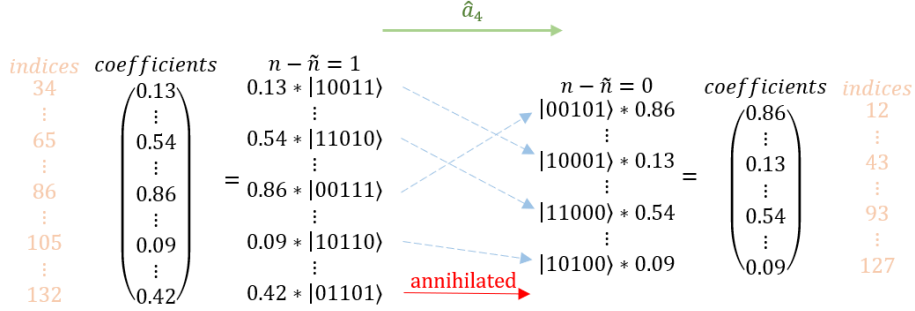 â₄
indices coefficients n − ñ = 1
34 0.13 0.13 ∗ |10011⟩
⋮ ⋮ ⋮
65 0.54 0.54 ∗ |11010⟩
⋮ ⋮ ⋮
86 0.86 = 0.86 ∗ |00111⟩
⋮ ⋮ ⋮
105 0.09 0.09 ∗ |10110⟩
⋮ ⋮ ⋮
132 0.42 0.42 ∗ |01101⟩
annihilated
n − ñ = 0 coefficients indices
|00101⟩ ∗ 0.86 0.86 12
⋮ ⋮ ⋮
|10001⟩ ∗ 0.13 = 0.13 43
⋮ ⋮ ⋮
|11000⟩ ∗ 0.54 0.54 93
⋮ ⋮ ⋮
|10100⟩ ∗ 0.09 0.09 127